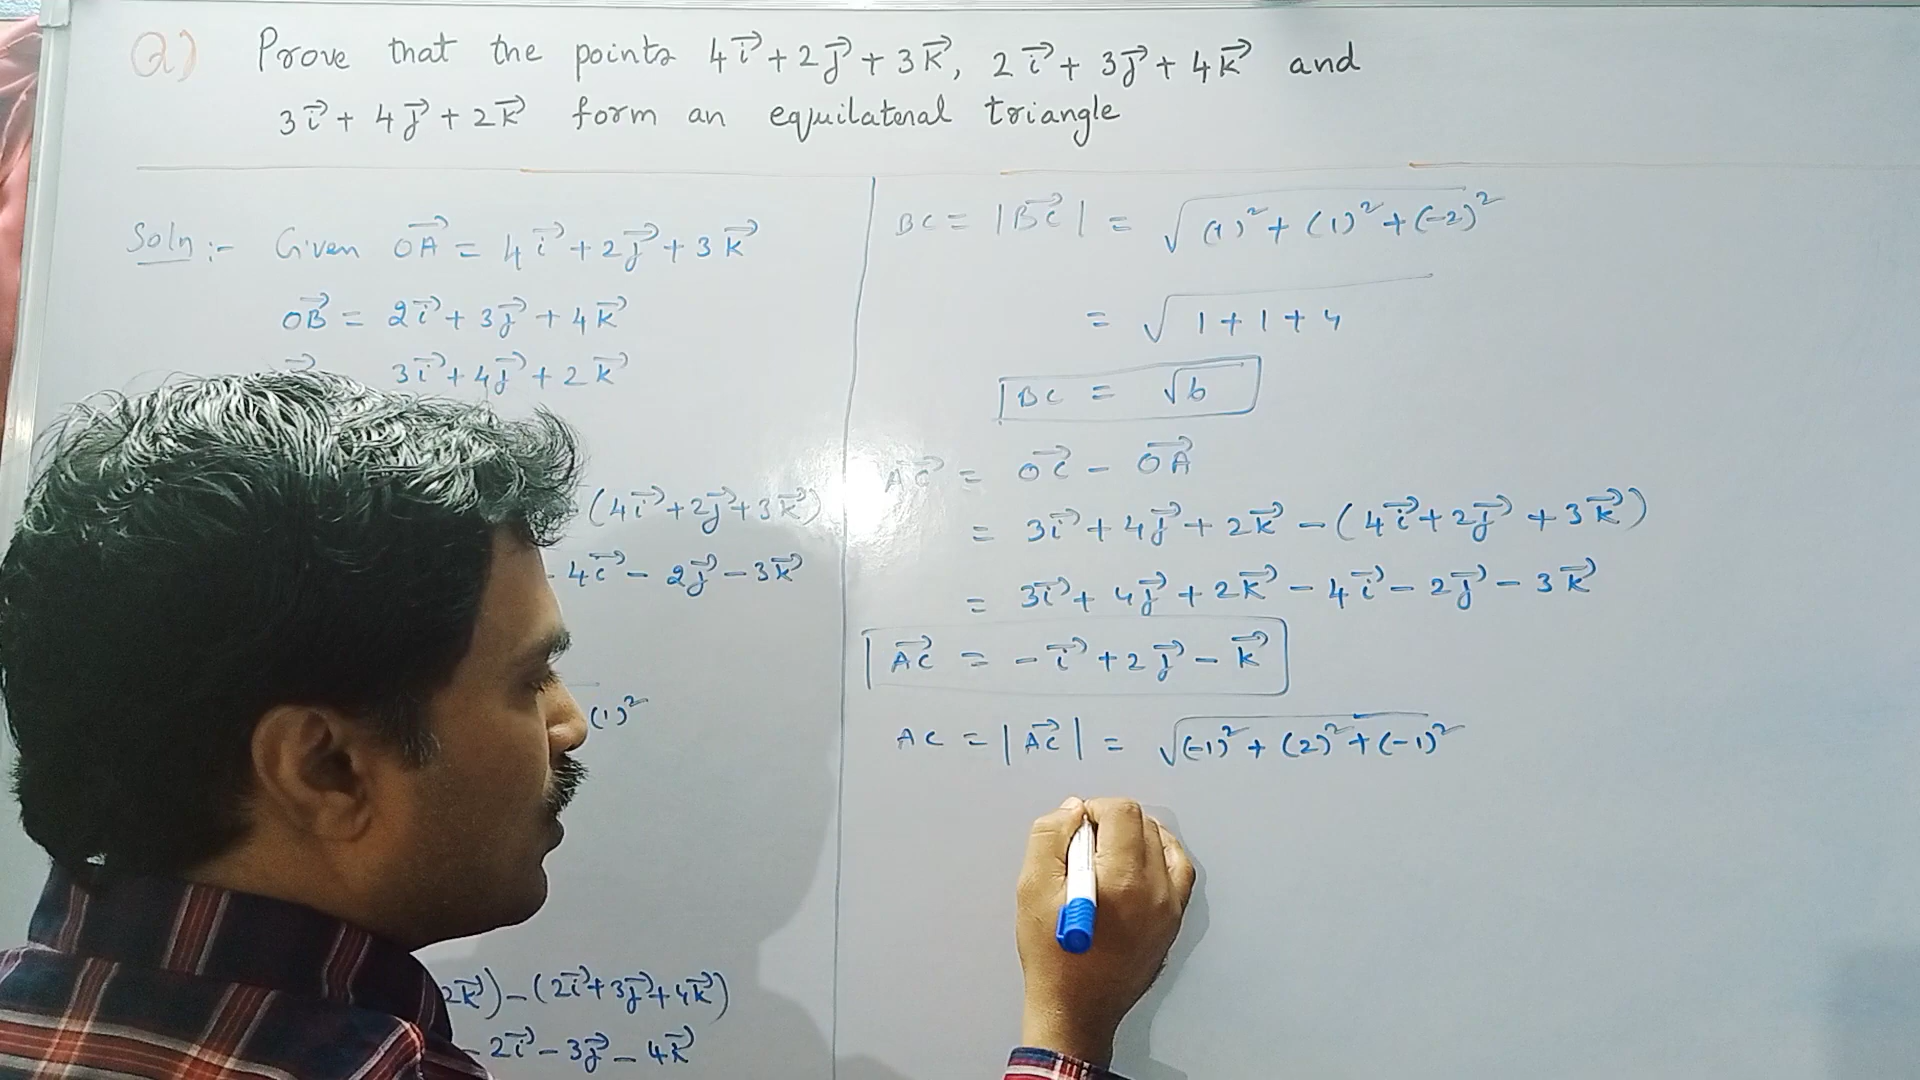 Q) Prove that the points 4i⃗ + 2j⃗ + 3k⃗, 2i⃗ + 3j⃗ + 4k⃗ and
3i⃗ + 4j⃗ + 2k⃗ form an equilateral triangle
Soln :- Given OA⃗ = 4i⃗ + 2j⃗ + 3k⃗
OB⃗ = 2i⃗ + 3j⃗ + 4k⃗
3i⃗ + 4j⃗ + 2k⃗
(4i⃗ + 2j⃗ + 3k⃗)
- 4i⃗ - 2j⃗ - 3k⃗
(1)²
2k⃗) - (2i⃗ + 3j⃗ + 4k⃗)
- 2i⃗ - 3j⃗ - 4k⃗
BC = |BC⃗| = √(1)² + (1)² + (-2)²
= √1 + 1 + 4
BC = √6
AC⃗ = OC⃗ - OA⃗
= 3i⃗ + 4j⃗ + 2k⃗ - (4i⃗ + 2j⃗ + 3k⃗)
= 3i⃗ + 4j⃗ + 2k⃗ - 4i⃗ - 2j⃗ - 3k⃗
AC⃗ = - i⃗ + 2j⃗ - k⃗
AC = |AC⃗| = √(-1)² + (2)² + (-1)²